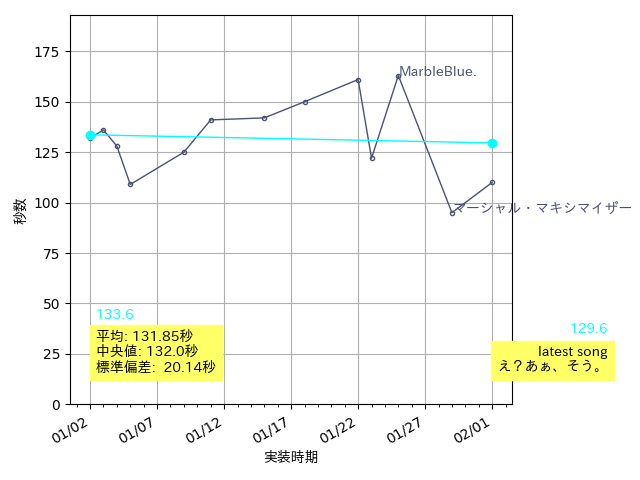 175
150
125
100
75
50
25
0
秒数
MarbleBlue.
マーシャル・マキシマイザー
133.6
129.6
平均: 131.85秒
中央値: 132.0秒
標準偏差: 20.14秒
latest song
え？あぁ、そう。
01/02
01/07
01/12
01/17
01/22
01/27
02/01
実装時期